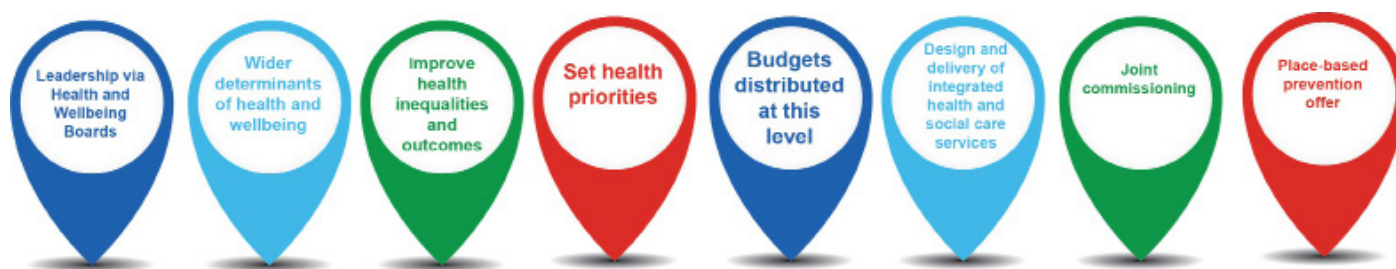 Leadership via
Health and
Wellbeing
Boards
Wider
determinants
of health and
wellbeing
Improve
health
inequalities
and
outcomes
Set health
priorities
Budgets
distributed
at this
level
Design and
delivery of
integrated
health and
social care
services
Joint
commissioning
Place-based
prevention
offer